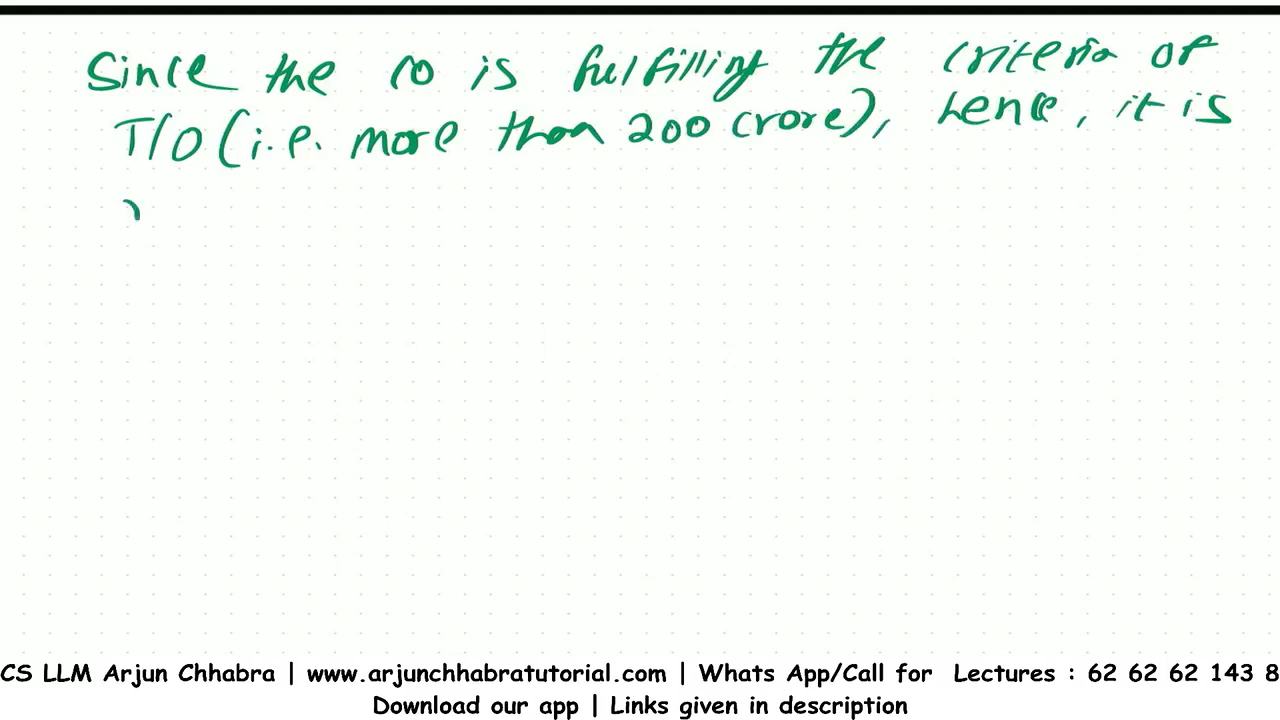 Since the co is fulfilling the criteria of
T/O (i.e. more than 200 crore), hence, it is
CS LLM Arjun Chhabra | www.arjunchhabratutorial.com | Whats App/Call for Lectures : 62 62 62 143 8
Download our app | Links given in description